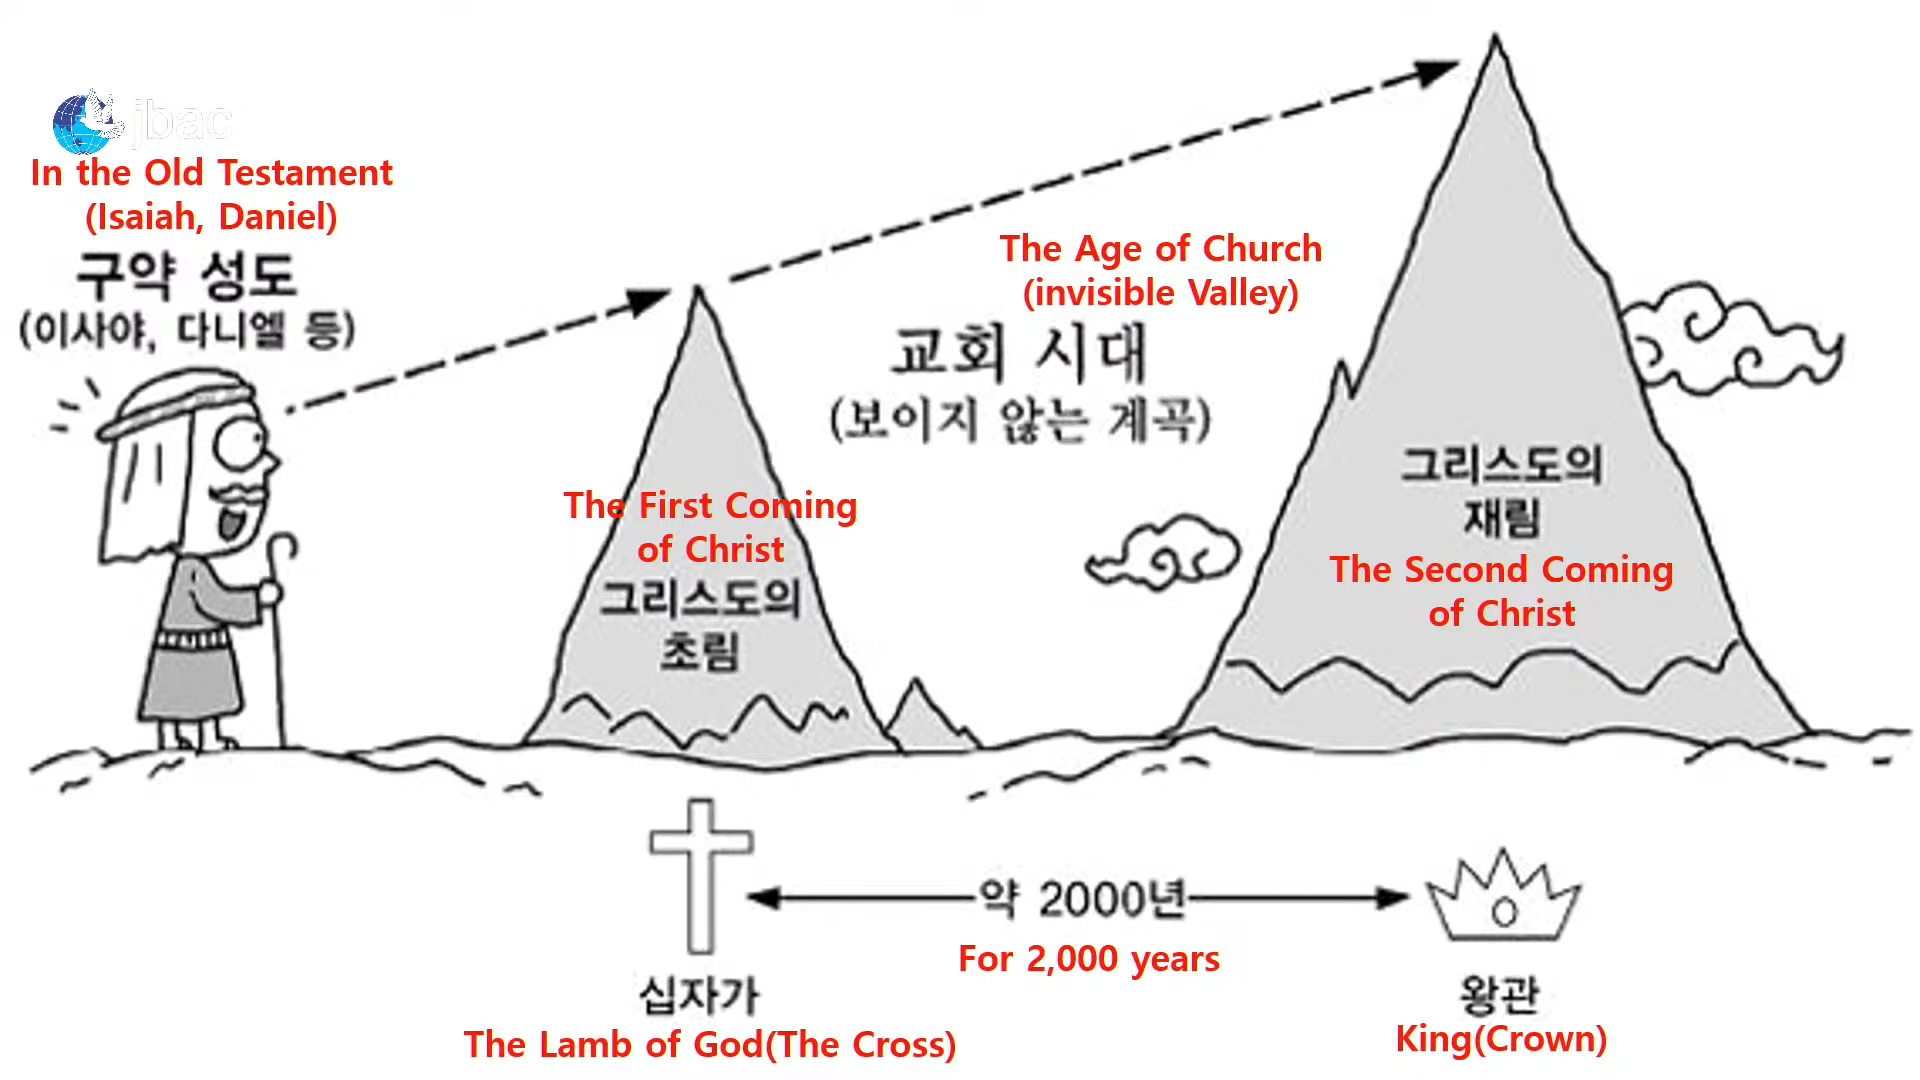 jbac
In the Old Testament
(Isaiah, Daniel)
구약 성도
(이사야, 다니엘 등)
The Age of Church
(invisible Valley)
교회 시대
(보이지 않는 계곡)
The First Coming
of Christ
그리스도의
초림
그리스도의
재림
The Second Coming
of Christ
약 2000년
For 2,000 years
십자가
The Lamb of God(The Cross)
왕관
King(Crown)